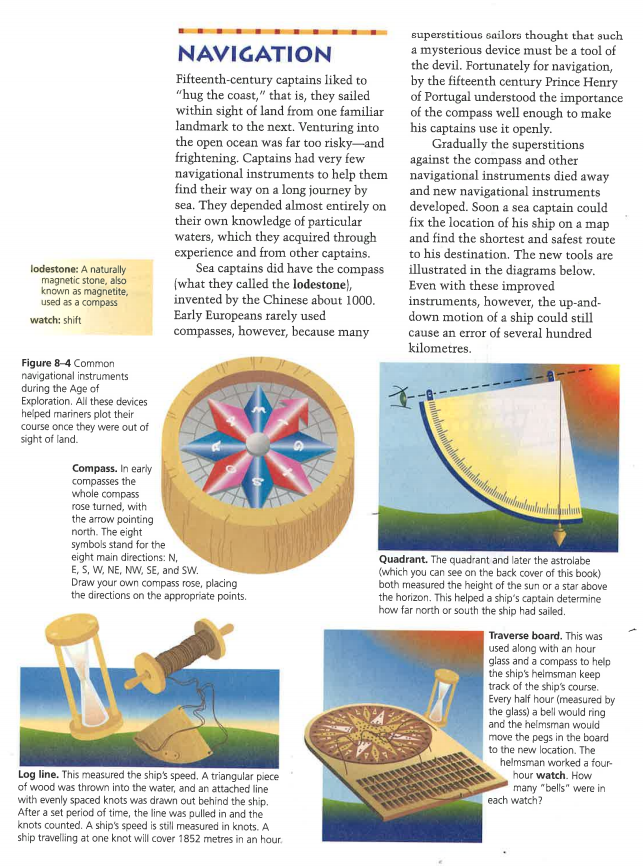 NAVIGATION
Fifteenth-century captains liked to
"hug the coast," that is, they sailed
within sight of land from one familiar
landmark to the next. Venturing into
the open ocean was far too risky—and
frightening. Captains had very few
navigational instruments to help them
find their way on a long journey by
sea. They depended almost entirely on
their own knowledge of particular
waters, which they acquired through
experience and from other captains.
Sea captains did have the compass
(what they called the lodestone),
invented by the Chinese about 1000.
Early Europeans rarely used
compasses, however, because many
superstitious sailors thought that such
a mysterious device must be a tool of
the devil. Fortunately for navigation,
by the fifteenth century Prince Henry
of Portugal understood the importance
of the compass well enough to make
his captains use it openly.
Gradually the superstitions
against the compass and other
navigational instruments died away
and new navigational instruments
developed. Soon a sea captain could
fix the location of his ship on a map
and find the shortest and safest route
to his destination. The new tools are
illustrated in the diagrams below.
Even with these improved
instruments, however, the up-and-
down motion of a ship could still
cause an error of several hundred
kilometres.
lodestone: A naturally
magnetic stone, also
known as magnetite,
used as a compass
watch: shift
Figure 8–4 Common
navigational instruments
during the Age of
Exploration. All these devices
helped mariners plot their
course once they were out of
sight of land.
Compass. In early
compasses the
whole compass
rose turned, with
the arrow pointing
north. The eight
symbols stand for the
eight main directions: N,
E, S, W, NE, NW, SE, and SW.
Draw your own compass rose, placing
the directions on the appropriate points.
Quadrant. The quadrant and later the astrolabe
(which you can see on the back cover of this book)
both measured the height of the sun or a star above
the horizon. This helped a ship's captain determine
how far north or south the ship had sailed.
Log line. This measured the ship's speed. A triangular piece
of wood was thrown into the water, and an attached line
with evenly spaced knots was drawn out behind the ship.
After a set period of time, the line was pulled in and the
knots counted. A ship's speed is still measured in knots. A
ship travelling at one knot will cover 1852 metres in an hour.
Traverse board. This was
used along with an hour
glass and a compass to help
the ship's helmsman keep
track of the ship's course.
Every half hour (measured by
the glass) a bell would ring
and the helmsman would
move the pegs in the board
to the new location. The
helmsman worked a four-
hour watch. How
many "bells" were in
each watch?